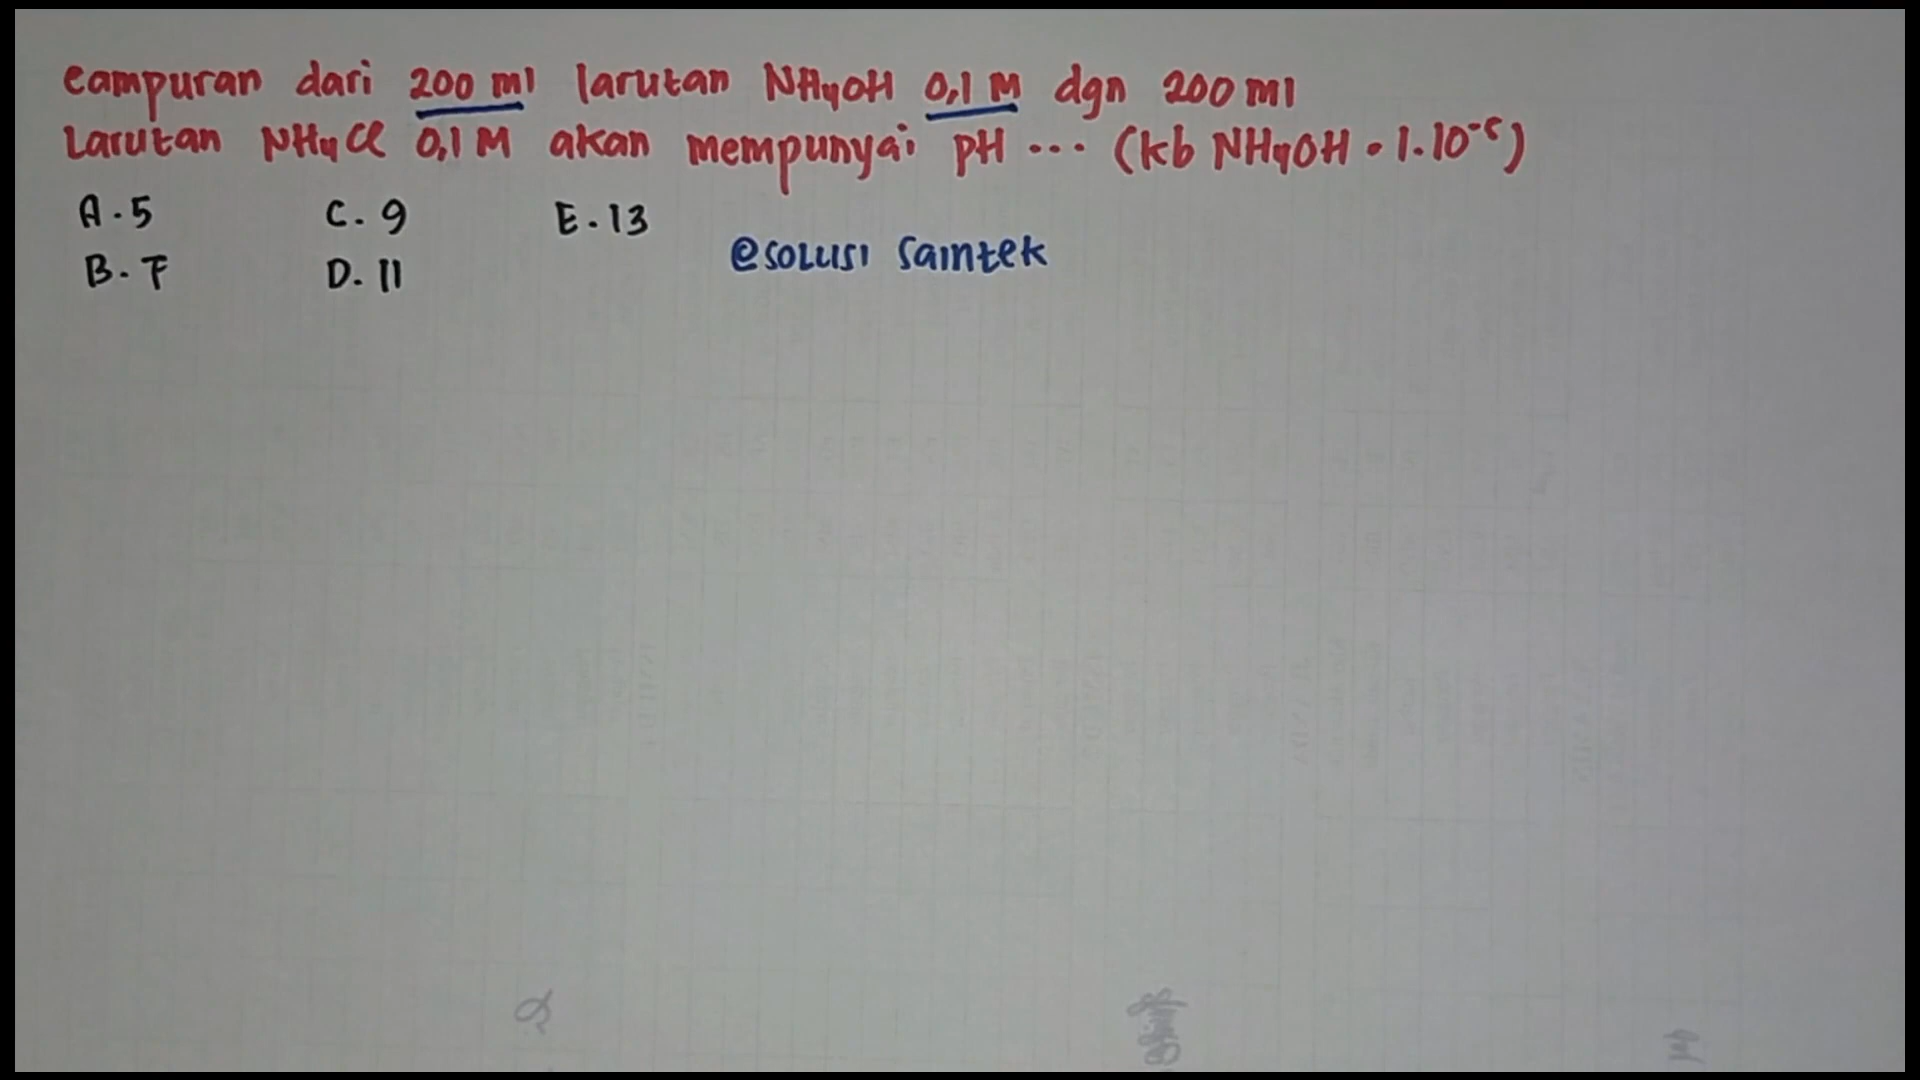 Campuran dari 200 ml larutan NH4OH 0,1 M dgn 200 ml
Larutan NH4Cl 0,1 M akan mempunyai pH ... (kb NH4OH = 1.10⁻⁵)
A. 5 C. 9 E. 13
B. 7 D. 11
@solusi saintek